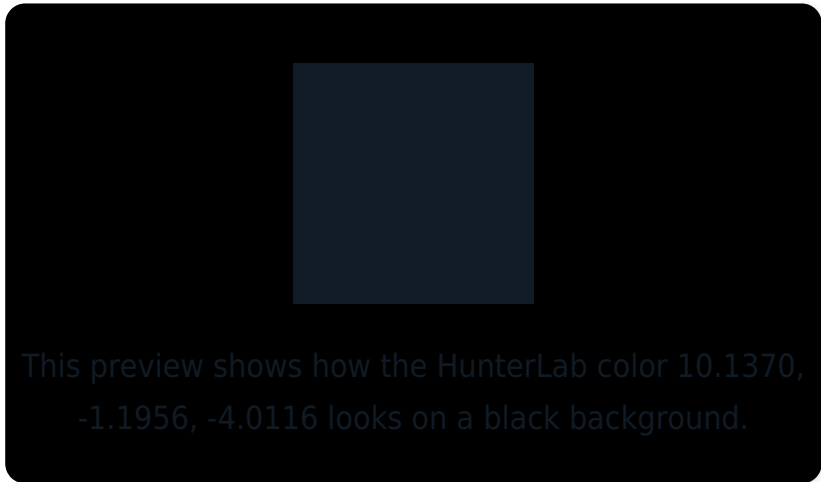 This preview shows how the HunterLab color 10.1370,
-1.1956, -4.0116 looks on a black background.